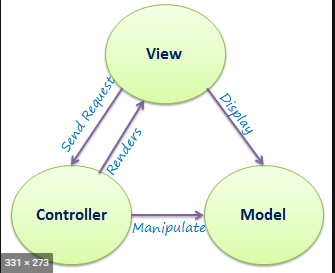 View
Send Request
Renders
Display
Controller
Manipulate
Model
331 × 273